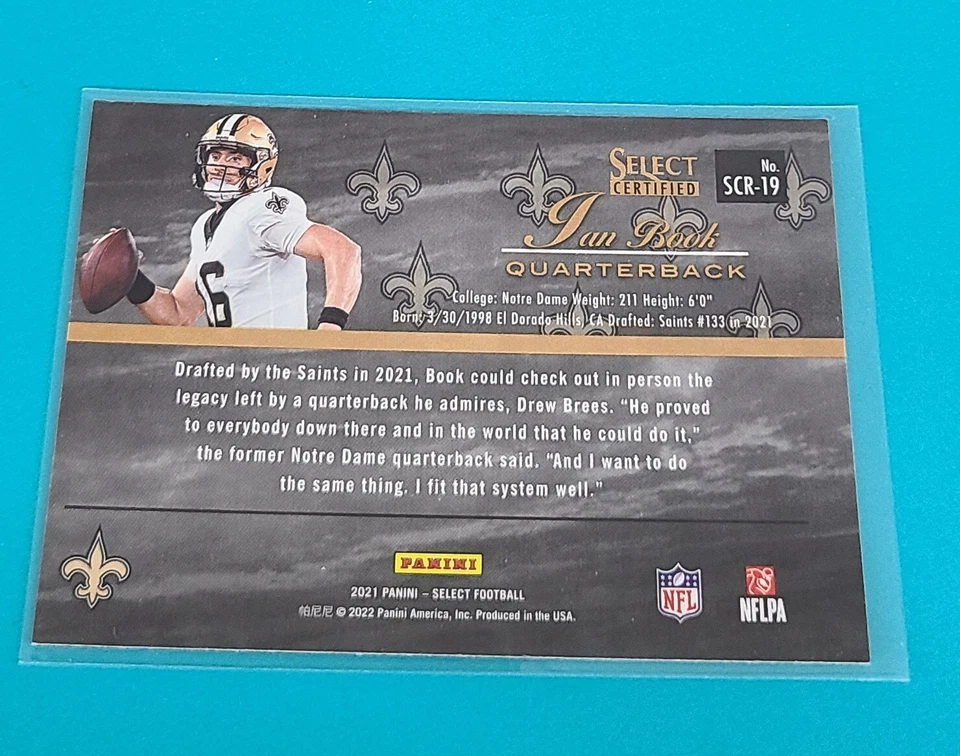 SELECT
CERTIFIED
No.
SCR-19
Ian Book
QUARTERBACK
College: Notre Dame Weight: 211 Height: 6'0"
Born: 3/30/1998 El Dorado Hills, CA Drafted: Saints #133 in 2021
6
Drafted by the Saints in 2021, Book could check out in person the
legacy left by a quarterback he admires, Drew Brees. "He proved
to everybody down there and in the world that he could do it,"
the former Notre Dame quarterback said. "And I want to do
the same thing. I fit that system well."
PANINI
2021 PANINI – SELECT FOOTBALL
帕尼尼 © 2022 Panini America, Inc. Produced in the USA.
NFL
NFLPA